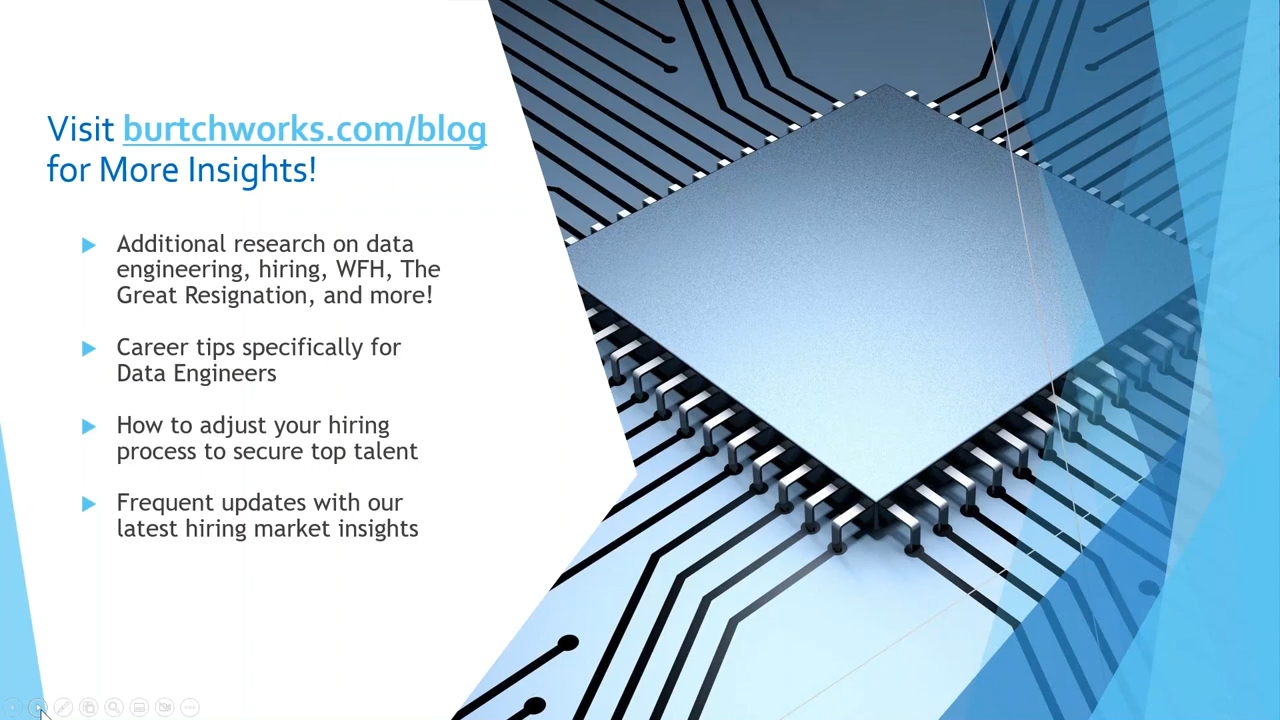 Visit burtchworks.com/blog
for More Insights!
Additional research on data
engineering, hiring, WFH, The
Great Resignation, and more!
Career tips specifically for
Data Engineers
How to adjust your hiring
process to secure top talent
Frequent updates with our
latest hiring market insights